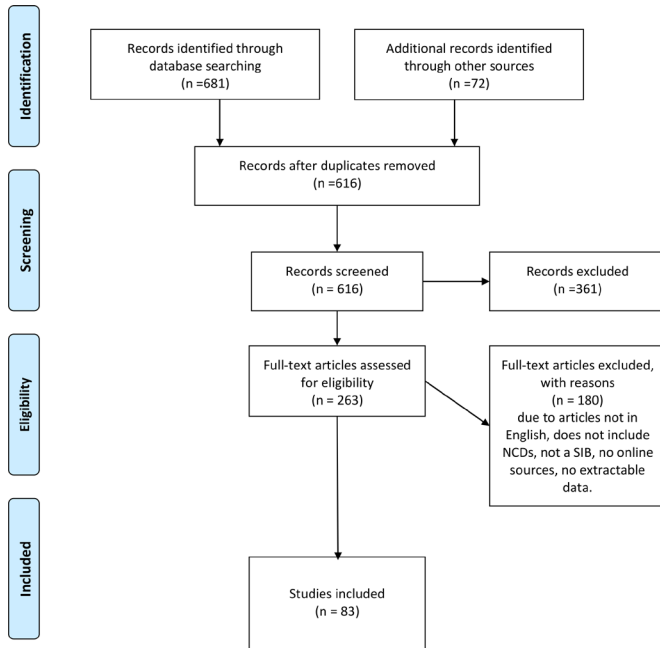 Identification
Records identified through
database searching
(n =681)
Additional records identified
through other sources
(n =72)
Records after duplicates removed
(n =616)
Screening
Records screened
(n = 616)
Records excluded
(n =361)
Eligibility
Full-text articles assessed
for eligibility
(n = 263)
Full-text articles excluded,
with reasons
(n = 180)
due to articles not in
English, does not include
NCDs, not a SIB, no online
sources, no extractable
data.
Included
Studies included
(n = 83)